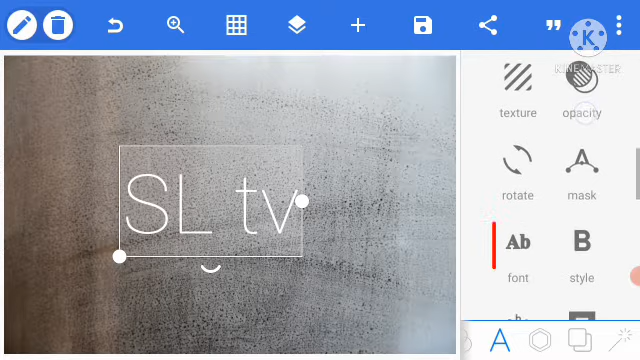 KINEMASTER
texture
opacity
SL tv
rotate
mask
Ab
B
font
style
A